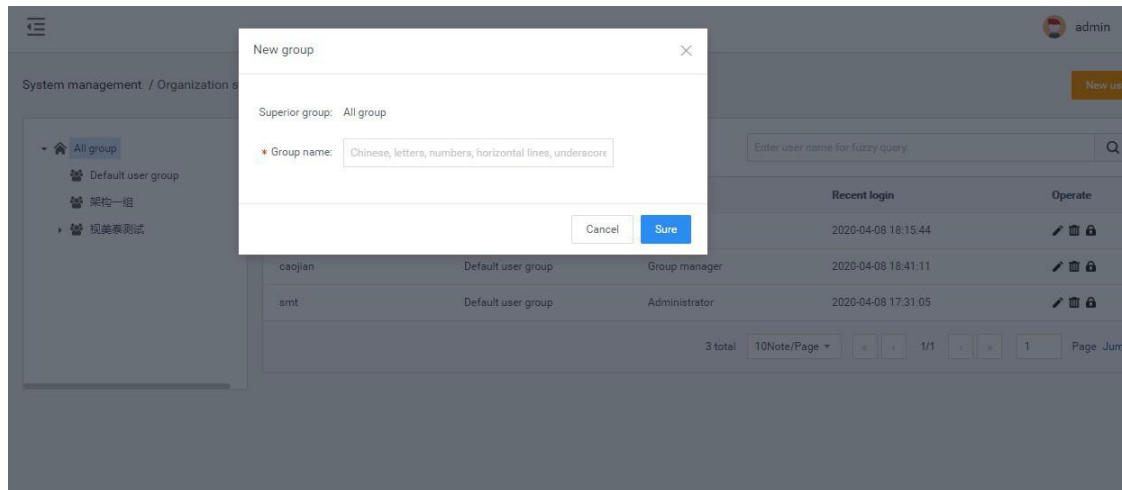 admin
New group
System management / Organization s
New us
Superior group: All group
All group
* Group name: Chinese, letters, numbers, horizontal lines, underscore
Enter user name for fuzzy query.
Default user group
架构一组
Recent login
Operate
视美泰测试
Cancel
Sure
2020-04-08 18:15:44
caojian
Default user group
Group manager
2020-04-08 18:41:11
smt
Default user group
Administrator
2020-04-08 17:31:05
3 total
10Note/Page
1/1
1
Page Jum